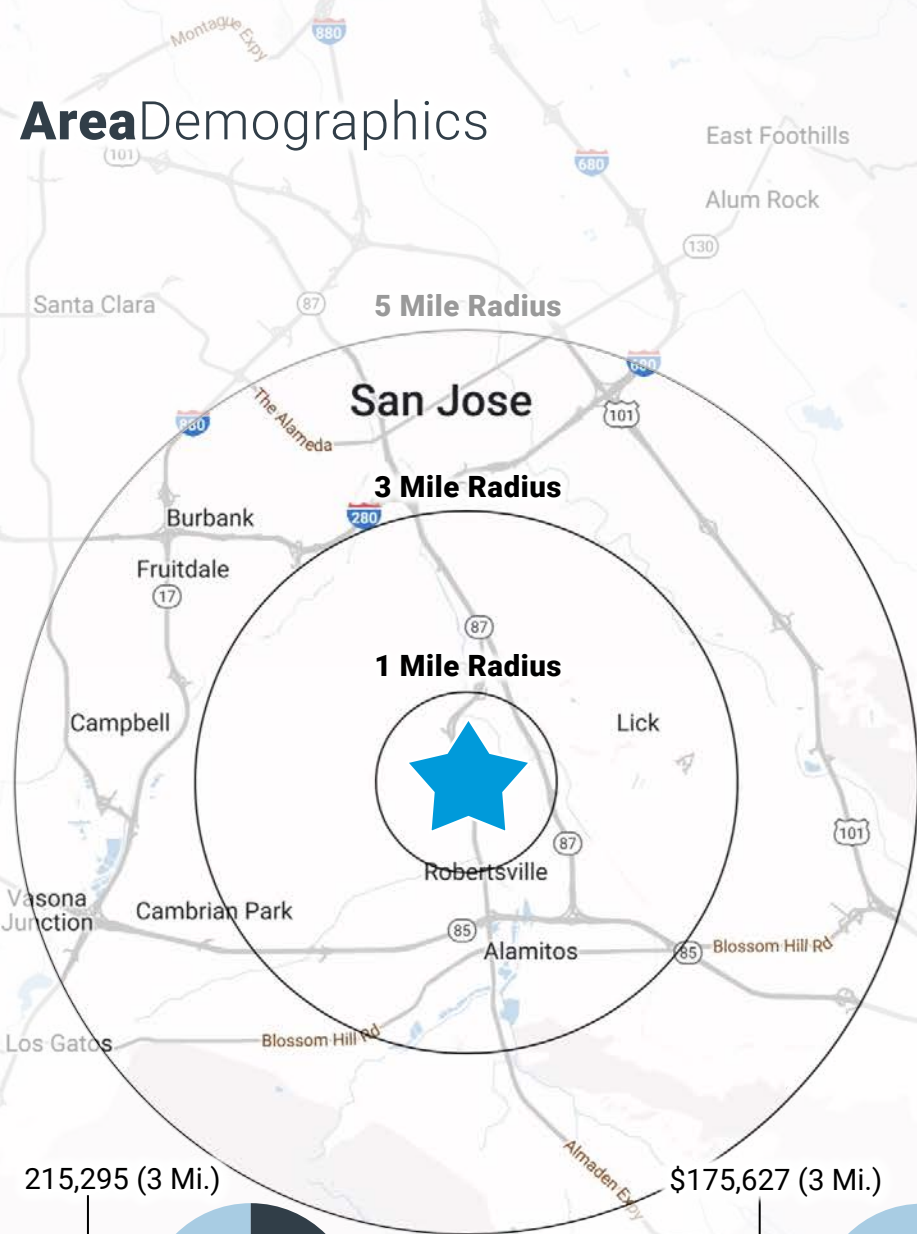 Montague Expy
880
AreaDemographics
101
East Foothills
680
Alum Rock
130
Santa Clara
87
5 Mile Radius
680
San Jose
The Alameda
880
101
3 Mile Radius
Burbank
280
Fruitdale
17
87
1 Mile Radius
Campbell
Lick
101
87
Robertsville
Vasona
Junction
Cambrian Park
85
Alamitos
85
Blossom Hill Rd
Los Gatos
Blossom Hill Rd
Almaden Expy
215,295 (3 Mi.)
$175,627 (3 Mi.)